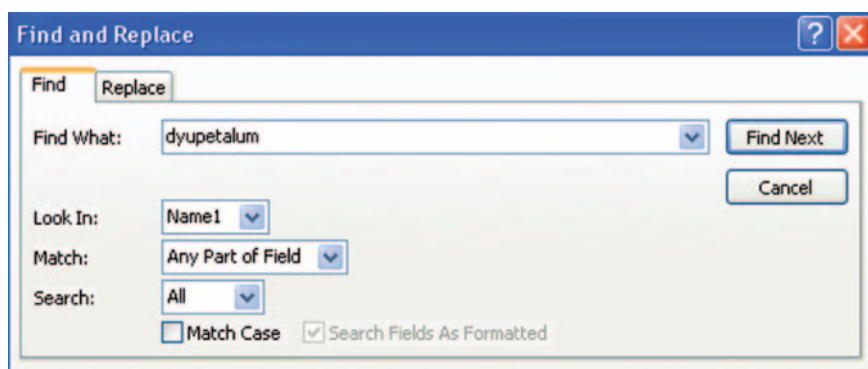 Find and Replace
Find Replace
Find What: dyupetalum Find Next
Cancel
Look In: Name1
Match: Any Part of Field
Search: All
Match Case Search Fields As Formatted